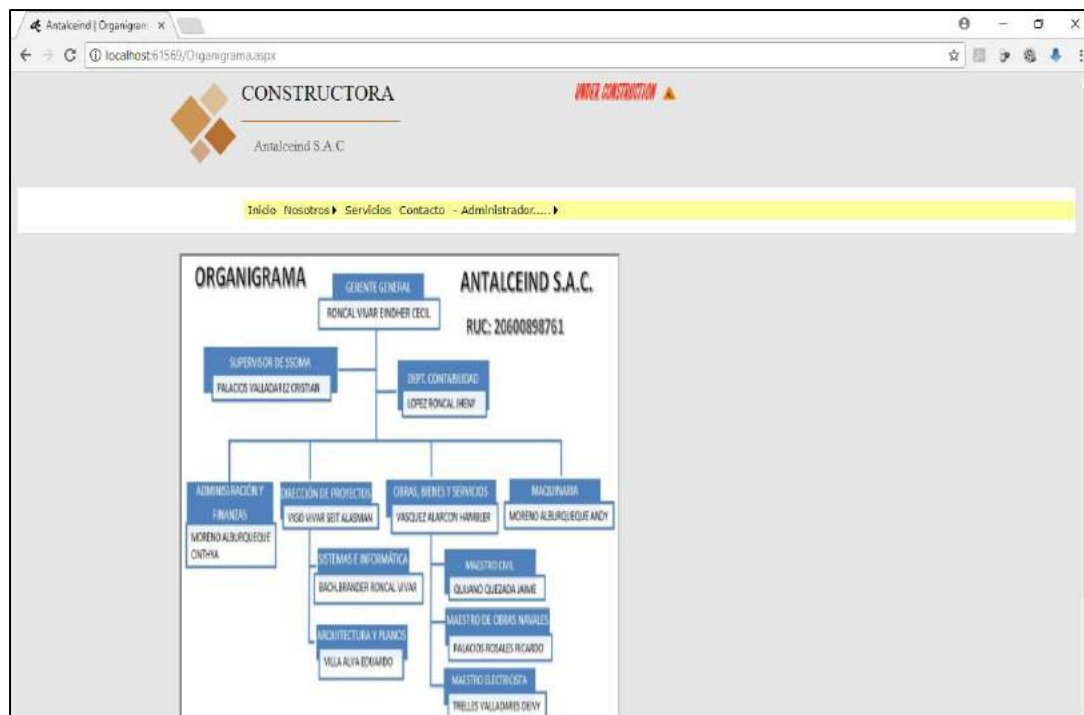 Antalceind | Organigram
localhost:61569/Organigrama.aspx
CONSTRUCTORA
UNDER CONSTRUCTION
Antalceind S.A.C
Inicio Nosotros Servicios Contacto - Administrador.....
ORGANIGRAMA
ANTALCEIND S.A.C.
RUC: 20600898761
GERENTE GENERAL
RONCAL VIVAR EINDHER CECIL
SUPERVISOR DE SSOMA
PALACIOS VALLADAREZ CRISTIAN
DEPT. CONTABILIDAD
LOPEZ RONCAL JHENY
ADMINISTRACIÓN Y
FINANZAS
MORENO ALBURQUEQUE
CINTHYA
DIRECCIÓN DE PROYECTOS
VIGO VIVAR SEIT ALASMAN
OBRAS, BIENES Y SERVICIOS
VASQUEZ ALARCON HAMBLER
MAQUINARIA
MORENO ALBURQUEQUE ANDY
SISTEMAS E INFORMÁTICA
BACH.BRANDER RONCAL VIVAR
ARQUITECTURA Y PLANOS
VILLA ALVA EDUARDO
MAESTRO CIVIL
QUIJANO QUEZADA JAIME
MAESTRO DE OBRAS NAVALES
PALACIOS ROSALES RICARDO
MAESTRO ELECTRICISTA
TRELLES VALLADARES DEIVY